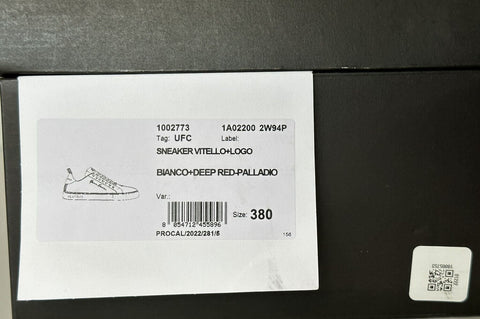 1002773 1A02200 2W94P
Tag: UFC Label:
SNEAKER VITELLO+LOGO
BIANCO+DEEP RED-PALLADIO
Var.:
Size: 380
8 054712 455896
PROCAL/2022/281/5